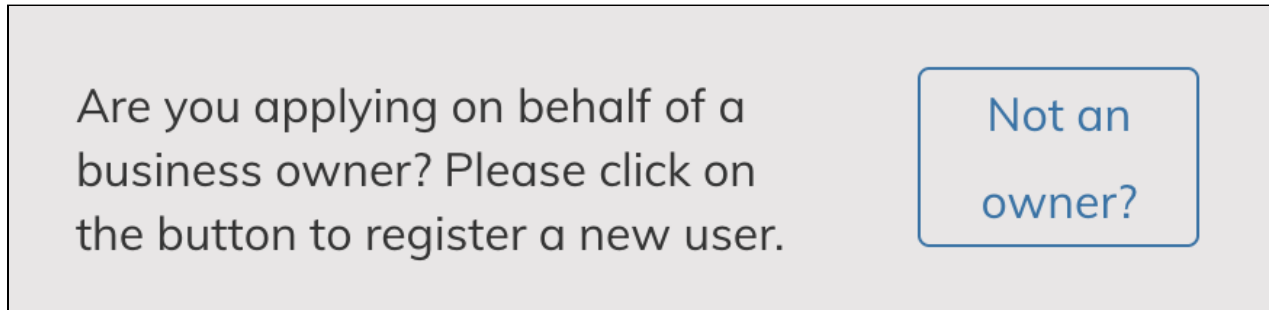 Are you applying on behalf of a
business owner? Please click on
the button to register a new user.
Not an
owner?